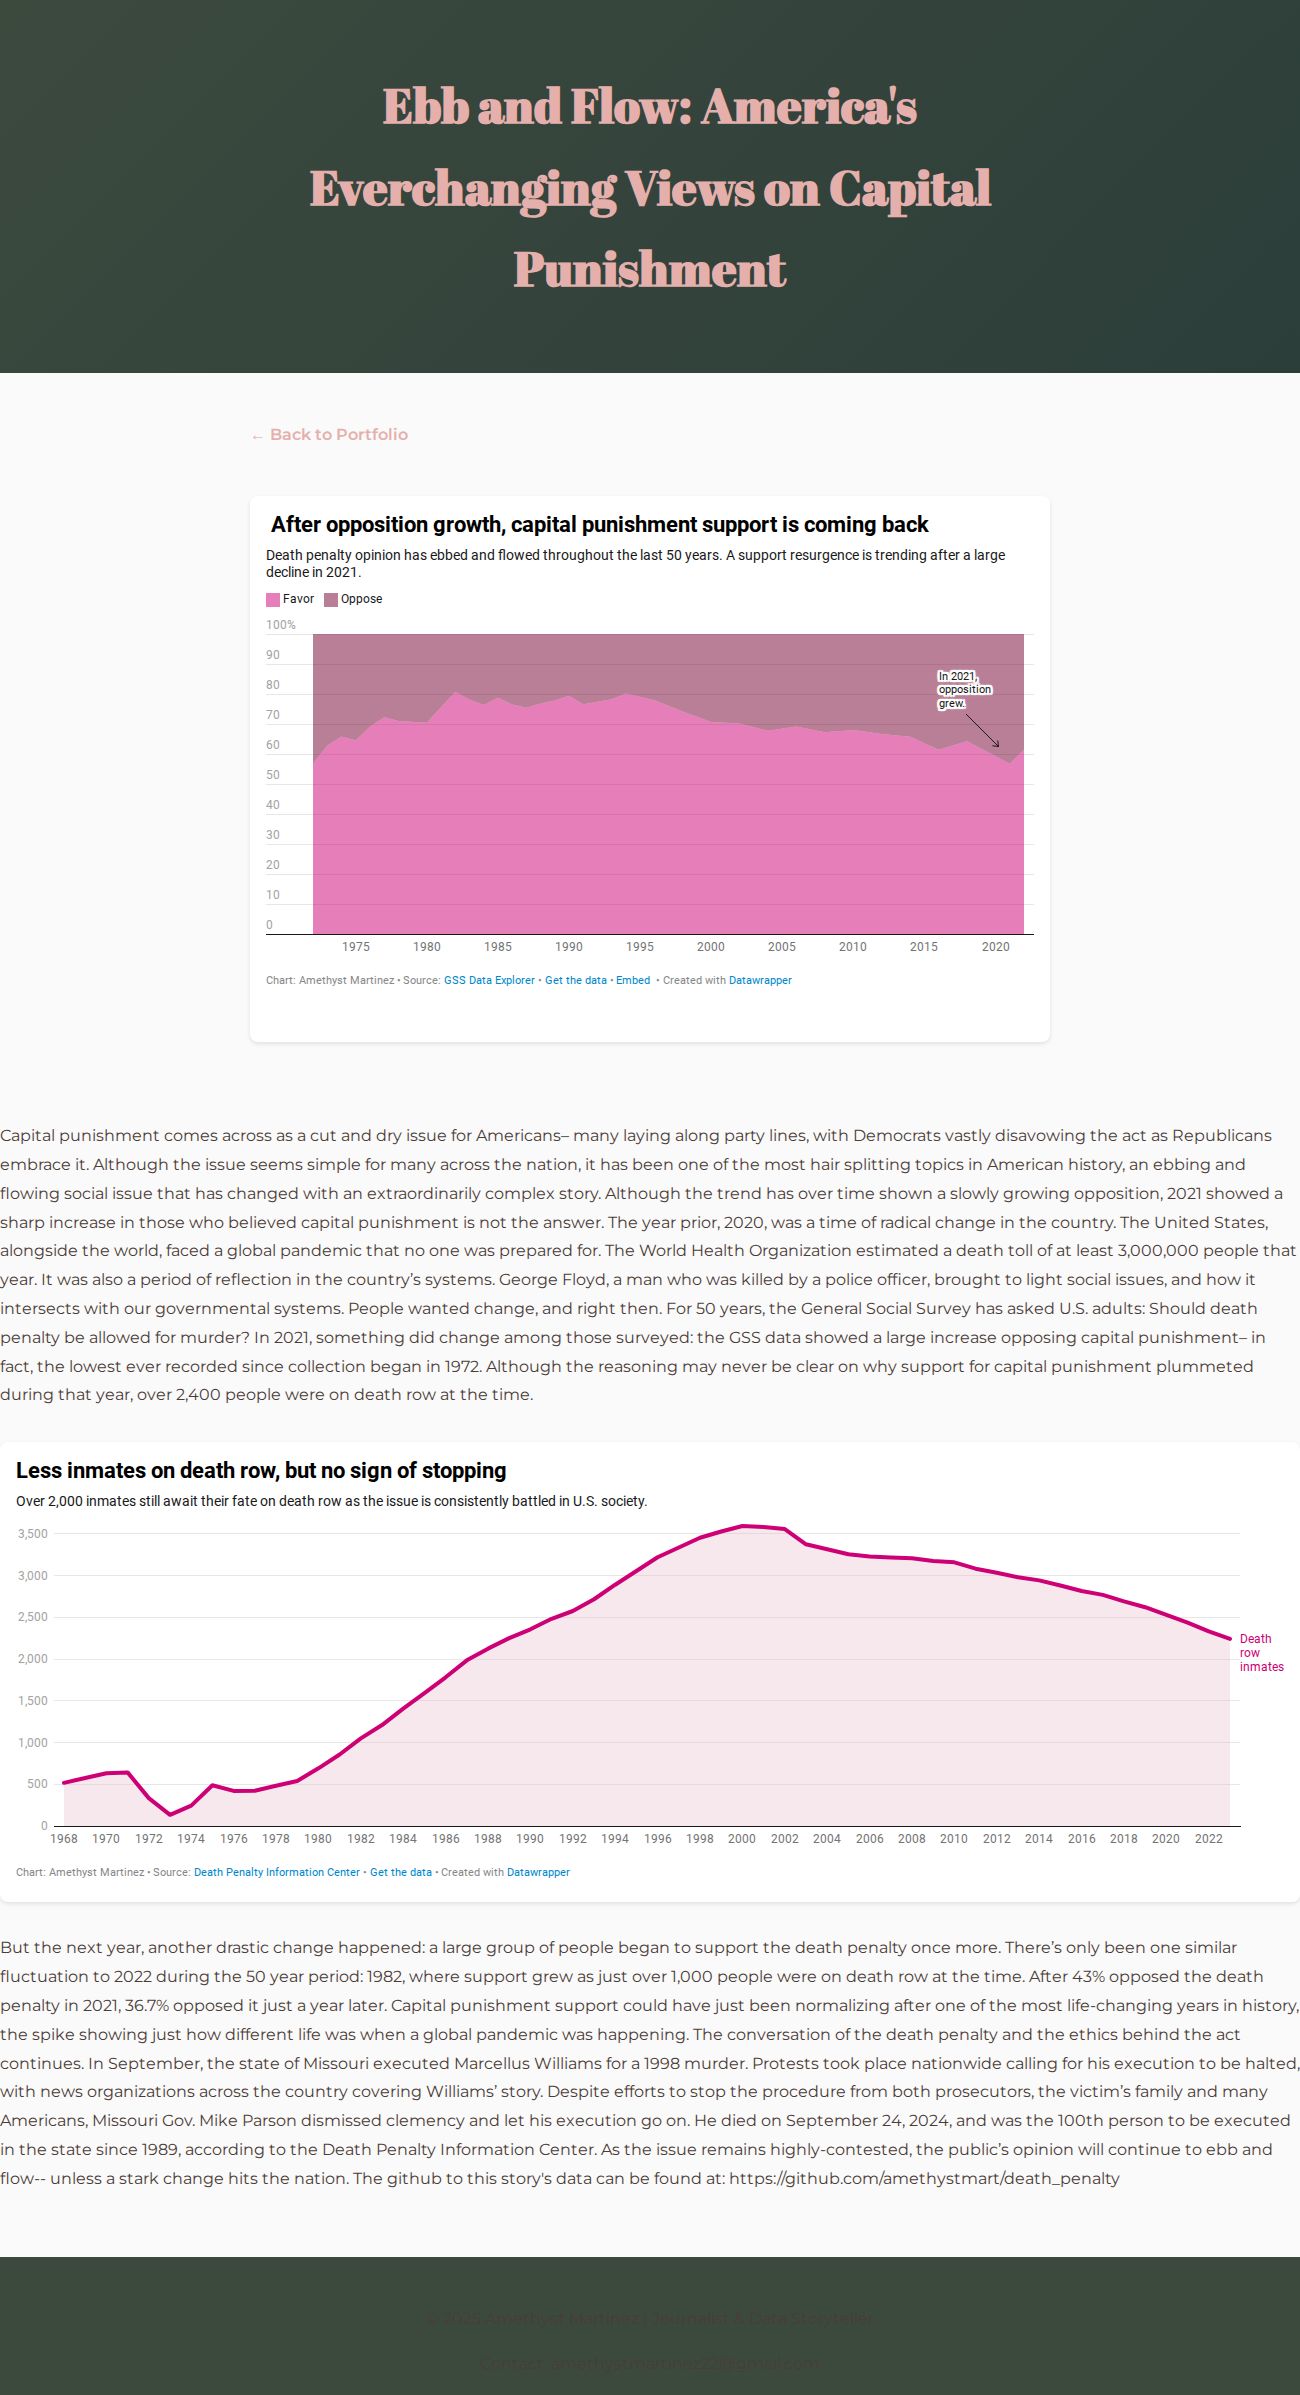 Ebb and Flow: America's
Everchanging Views on Capital
Punishment
← Back to Portfolio
After opposition growth, capital punishment support is coming back
Death penalty opinion has ebbed and flowed throughout the last 50 years. A support resurgence is trending after a large
decline in 2021.
Favor Oppose
100%
90
80
70
60
50
40
30
20
10
0
In 2021,
opposition
grew.
1975 1980 1985 1990 1995 2000 2005 2010 2015 2020
Chart: Amethyst Martinez • Source: GSS Data Explorer • Get the data • Embed • Created with Datawrapper
Capital punishment comes across as a cut and dry issue for Americans– many laying along party lines, with Democrats vastly disavowing the act as Republicans
embrace it. Although the issue seems simple for many across the nation, it has been one of the most hair splitting topics in American history, an ebbing and
flowing social issue that has changed with an extraordinarily complex story. Although the trend has over time shown a slowly growing opposition, 2021 showed a
sharp increase in those who believed capital punishment is not the answer. The year prior, 2020, was a time of radical change in the country. The United States,
alongside the world, faced a global pandemic that no one was prepared for. The World Health Organization estimated a death toll of at least 3,000,000 people that
year. It was also a period of reflection in the country’s systems. George Floyd, a man who was killed by a police officer, brought to light social issues, and how it
intersects with our governmental systems. People wanted change, and right then. For 50 years, the General Social Survey has asked U.S. adults: Should death
penalty be allowed for murder? In 2021, something did change among those surveyed: the GSS data showed a large increase opposing capital punishment– in
fact, the lowest ever recorded since collection began in 1972. Although the reasoning may never be clear on why support for capital punishment plummeted
during that year, over 2,400 people were on death row at the time.
Less inmates on death row, but no sign of stopping
Over 2,000 inmates still await their fate on death row as the issue is consistently battled in U.S. society.
3,500
3,000
2,500
2,000
1,500
1,000
500
0
Death
row
inmates
1968 1970 1972 1974 1976 1978 1980 1982 1984 1986 1988 1990 1992 1994 1996 1998 2000 2002 2004 2006 2008 2010 2012 2014 2016 2018 2020 2022
Chart: Amethyst Martinez • Source: Death Penalty Information Center • Get the data • Created with Datawrapper
But the next year, another drastic change happened: a large group of people began to support the death penalty once more. There’s only been one similar
fluctuation to 2022 during the 50 year period: 1982, where support grew as just over 1,000 people were on death row at the time. After 43% opposed the death
penalty in 2021, 36.7% opposed it just a year later. Capital punishment support could have just been normalizing after one of the most life-changing years in history,
the spike showing just how different life was when a global pandemic was happening. The conversation of the death penalty and the ethics behind the act
continues. In September, the state of Missouri executed Marcellus Williams for a 1998 murder. Protests took place nationwide calling for his execution to be halted,
with news organizations across the country covering Williams’ story. Despite efforts to stop the procedure from both prosecutors, the victim’s family and many
Americans, Missouri Gov. Mike Parson dismissed clemency and let his execution go on. He died on September 24, 2024, and was the 100th person to be executed
in the state since 1989, according to the Death Penalty Information Center. As the issue remains highly-contested, the public’s opinion will continue to ebb and
flow-- unless a stark change hits the nation. The github to this story's data can be found at: https://github.com/amethystmart/death_penalty
© 2025 Amethyst Martinez | Journalist & Data Storyteller
Contact: